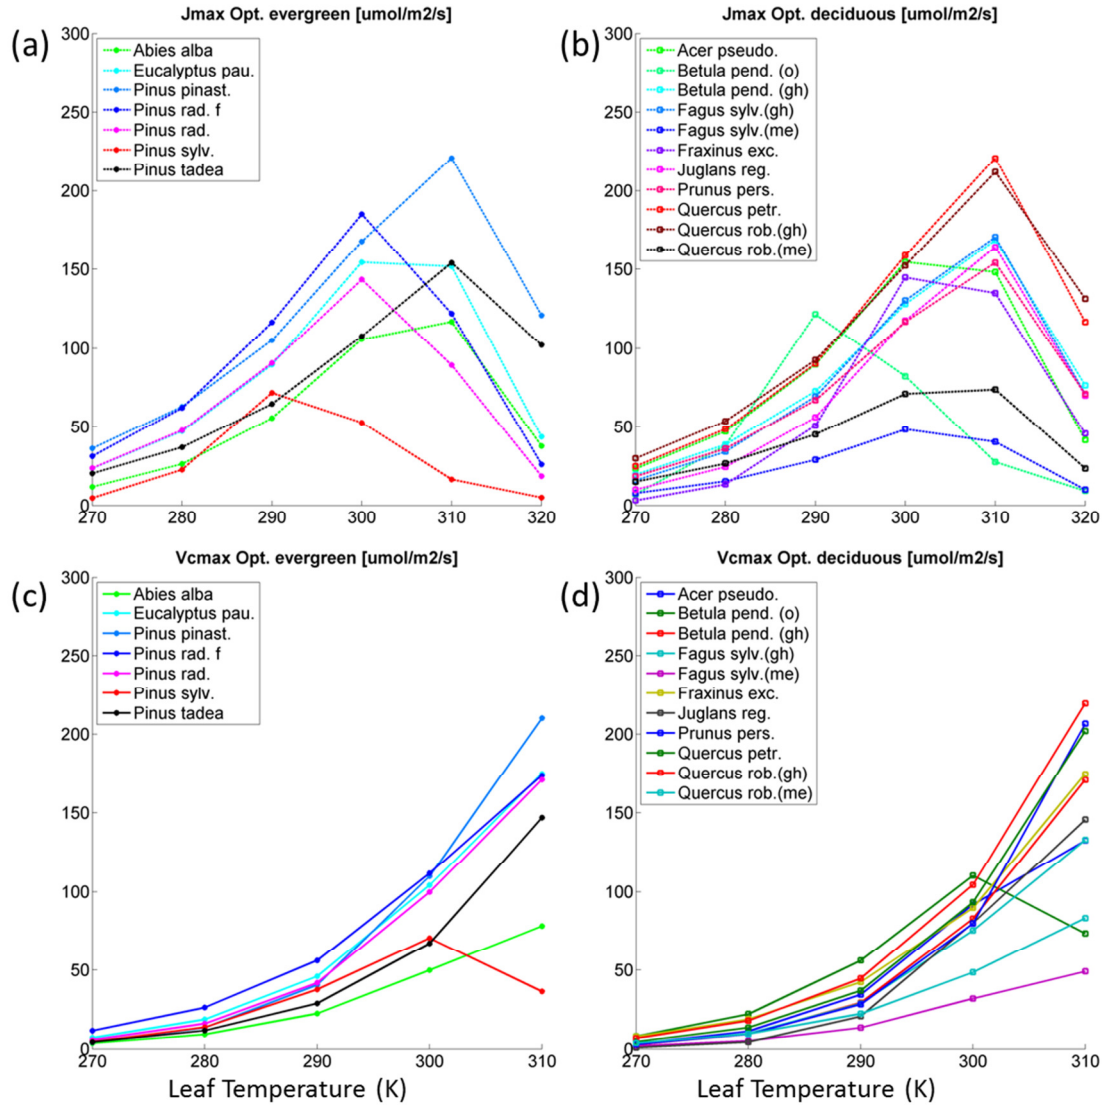 Jmax Opt. evergreen [umol/m2/s]
(a)
300
250
200
150
100
50
0
270 280 290 300 310 320
Abies alba
Eucalyptus pau.
Pinus pinast.
Pinus rad. f
Pinus rad.
Pinus sylv.
Pinus tadea
Jmax Opt. deciduous [umol/m2/s]
(b)
300
250
200
150
100
50
0
270 280 290 300 310 320
Acer pseudo.
Betula pend. (o)
Betula pend. (gh)
Fagus sylv.(gh)
Fagus sylv.(me)
Fraxinus exc.
Juglans reg.
Prunus pers.
Quercus petr.
Quercus rob.(gh)
Quercus rob.(me)
Vcmax Opt. evergreen [umol/m2/s]
(c)
300
250
200
150
100
50
0
270 280 290 300 310
Abies alba
Eucalyptus pau.
Pinus pinast.
Pinus rad. f
Pinus rad.
Pinus sylv.
Pinus tadea
Leaf Temperature (K)
Vcmax Opt. deciduous [umol/m2/s]
(d)
300
250
200
150
100
50
0
270 280 290 300 310
Acer pseudo.
Betula pend. (o)
Betula pend. (gh)
Fagus sylv.(gh)
Fagus sylv.(me)
Fraxinus exc.
Juglans reg.
Prunus pers.
Quercus petr.
Quercus rob.(gh)
Quercus rob.(me)
Leaf Temperature (K)